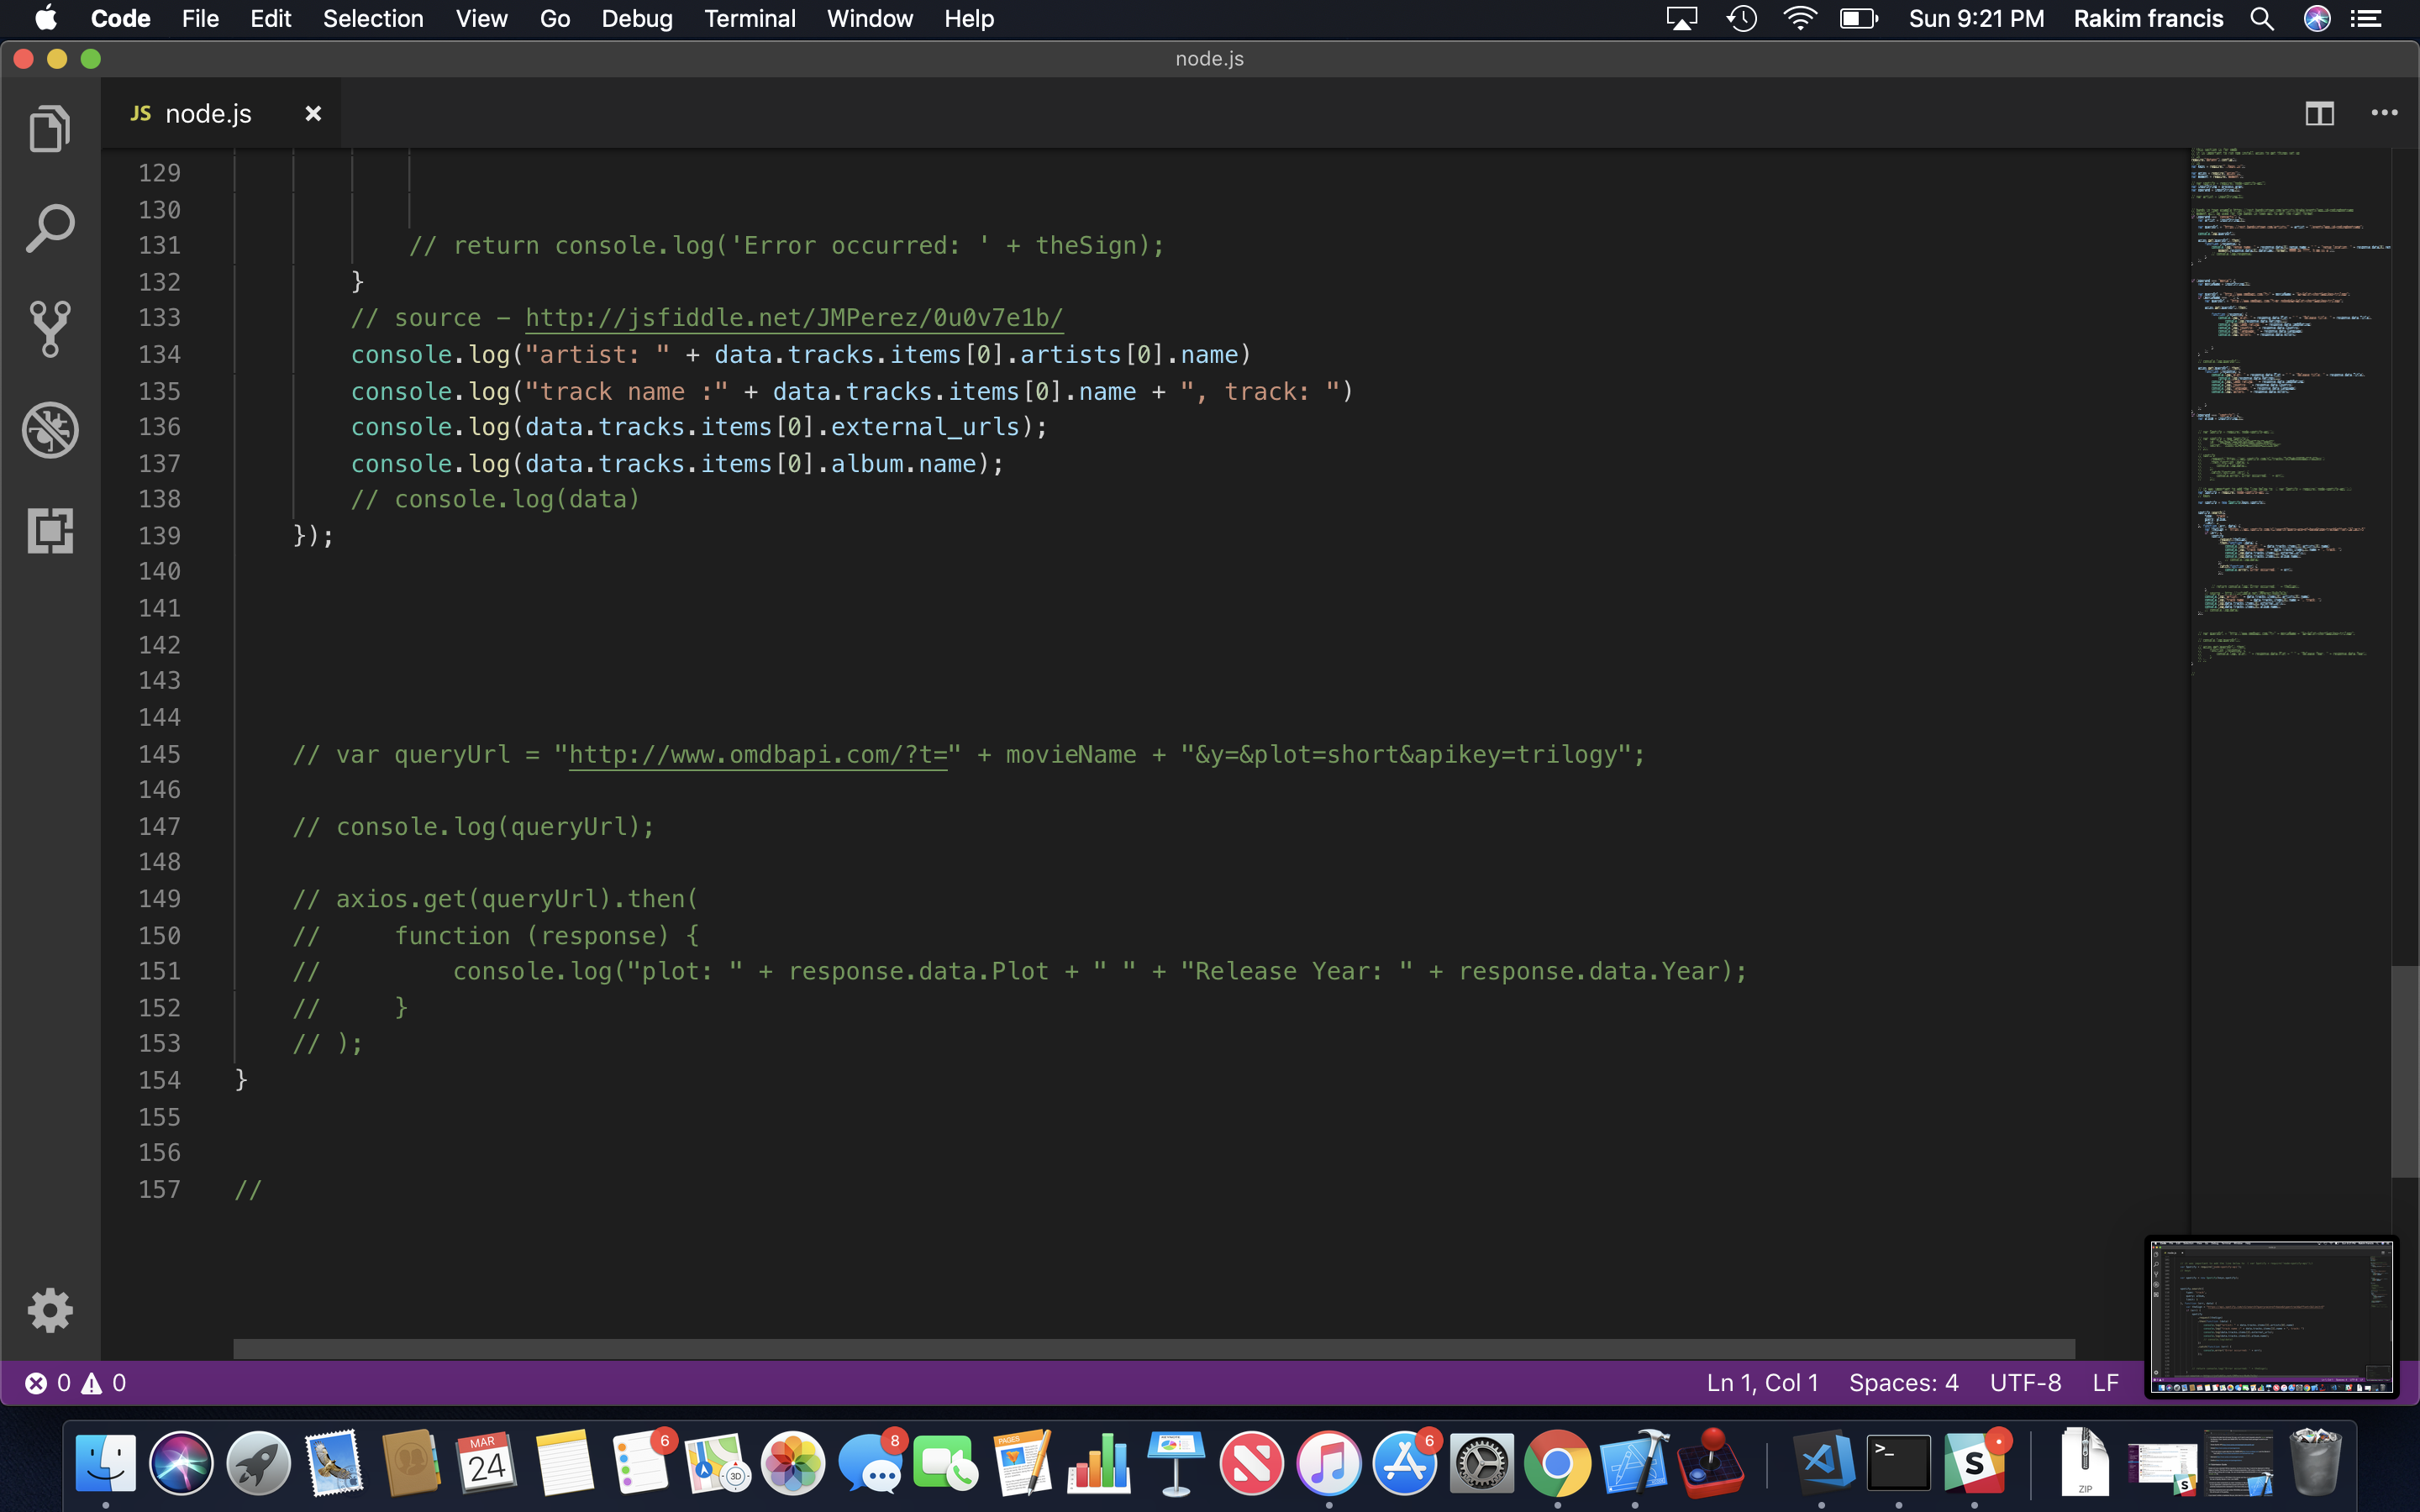 Code File Edit Selection View Go Debug Terminal Window Help Sun 9:21 PM Rakim francis
node.js
JS node.js
129
130
131 // return console.log('Error occurred: ' + theSign);
132 }
133 // source - http://jsfiddle.net/JMPerez/0u0v7e1b/
134 console.log("artist: " + data.tracks.items[0].artists[0].name)
135 console.log("track name :" + data.tracks.items[0].name + ", track: ")
136 console.log(data.tracks.items[0].external_urls);
137 console.log(data.tracks.items[0].album.name);
138 // console.log(data)
139 });
140
141
142
143
144
145 // var queryUrl = "http://www.omdbapi.com/?t=" + movieName + "&y=&plot=short&apikey=trilogy";
146
147 // console.log(queryUrl);
148
149 // axios.get(queryUrl).then(
150 //     function (response) {
151 //         console.log("plot: " + response.data.Plot + " " + "Release Year: " + response.data.Year);
152 //     }
153 // );
154 }
155
156
157 //
0 0 Ln 1, Col 1 Spaces: 4 UTF-8 LF
MAR
24
6
3D
8
PAGES
6
>_
S
ZIP
S